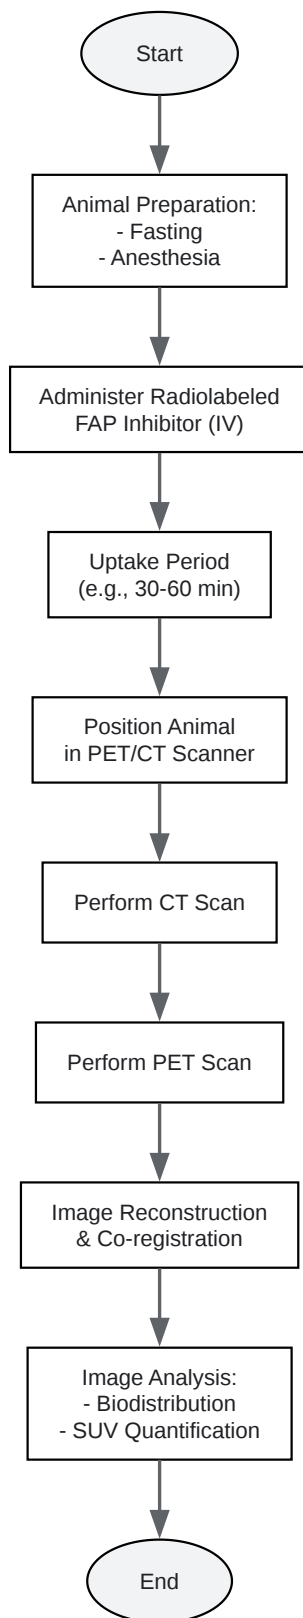 Start
Animal Preparation:
- Fasting
- Anesthesia
Administer Radiolabeled
FAP Inhibitor (IV)
Uptake Period
(e.g., 30-60 min)
Position Animal
in PET/CT Scanner
Perform CT Scan
Perform PET Scan
Image Reconstruction
& Co-registration
Image Analysis:
- Biodistribution
- SUV Quantification
End